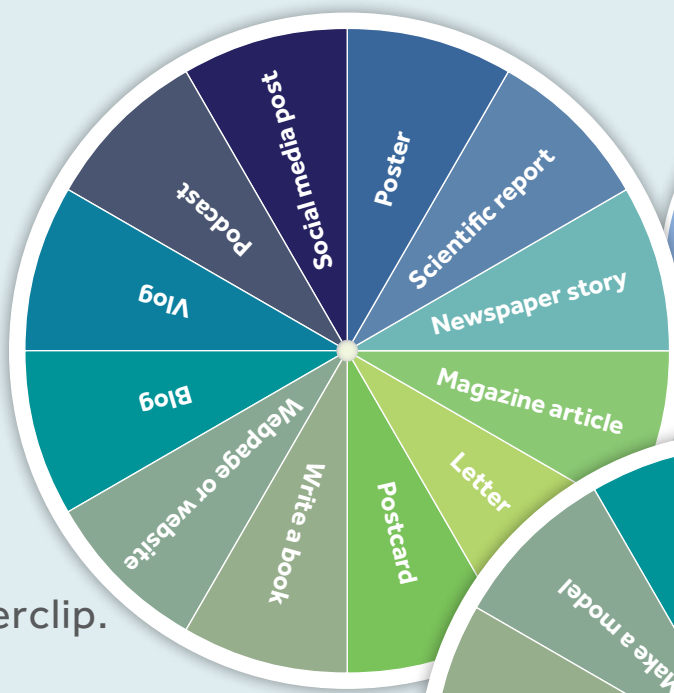 Poster
Scientific report
Newspaper story
Magazine article
Letter
Postcard
Write a book
Webpage or website
Blog
Vlog
Podcast
Social media post
erclip.
Make a model